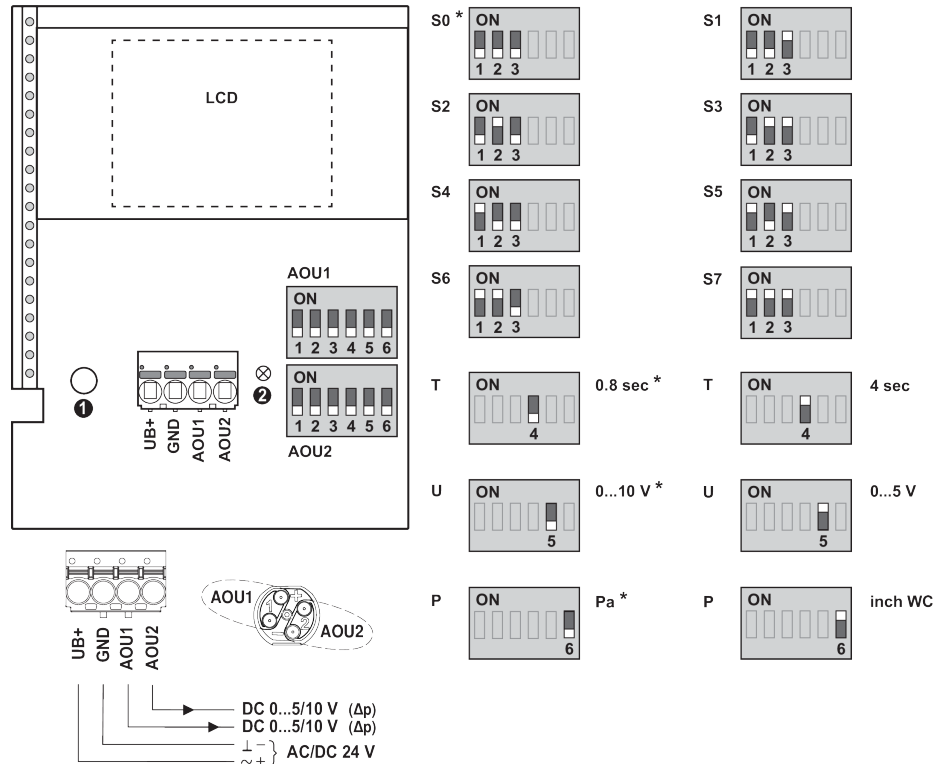 LCD
AOU1
ON
1 2 3 4 5 6
ON
1 2 3 4 5 6
AOU2
❶
❷
UB+
GND
AOU1
AOU2
UB+
GND
AOU1
AOU2
AOU1
1
+
2
−
AOU2
DC 0...5/10 V (Δp)
DC 0...5/10 V (Δp)
⊥ − } AC/DC 24 V
~ +
S0 *
ON
1 2 3
S1
ON
1 2 3
S2
ON
1 2 3
S3
ON
1 2 3
S4
ON
1 2 3
S5
ON
1 2 3
S6
ON
1 2 3
S7
ON
1 2 3
T
ON
4
0.8 sec *
T
ON
4
4 sec
U
ON
5
0...10 V *
U
ON
5
0...5 V
P
ON
6
Pa *
P
ON
6
inch WC